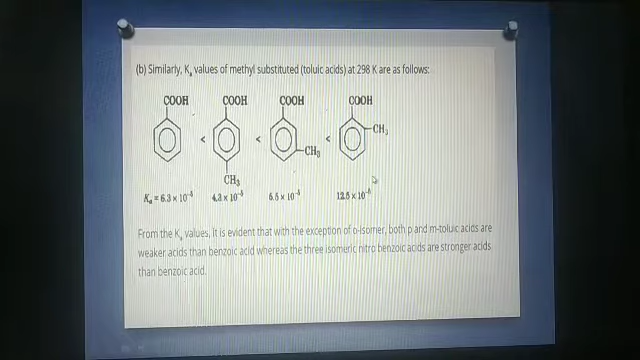 (b) Similarly, Ka values of methyl substituted (toluic acids) at 298 K are as follows:
COOH COOH COOH COOH
< < <
CH3 CH3 CH3
Ka = 6.3 x 10-5 4.2 x 10-5 6.5 x 10-5 12.5 x 10-5
From the Ka values, it is evident that with the exception of o-isomer, both p and m-toluic acids are
weaker acids than benzoic acid whereas the three isomeric nitro benzoic acids are stronger acids
than benzoic acid.